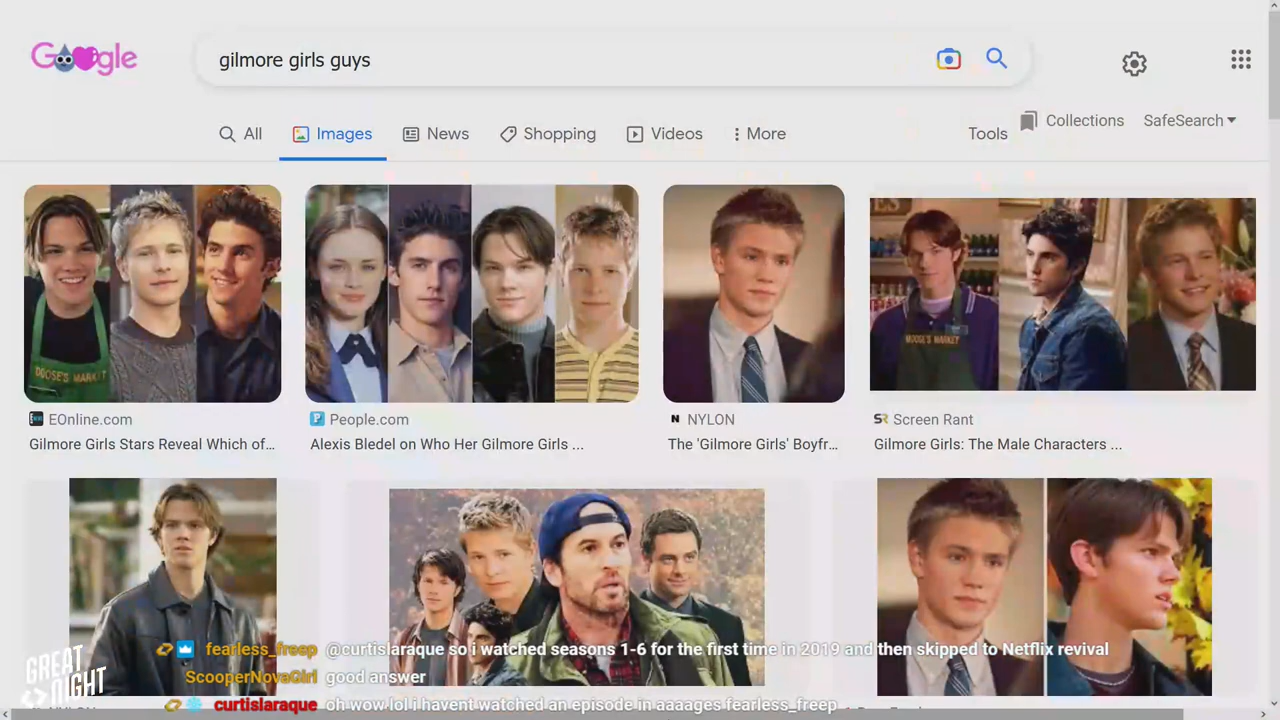 Google
gilmore girls guys
All
Images
News
Shopping
Videos
More
Tools
Collections
SafeSearch
DOOSE'S MARKET
DOOSE'S MARKET
EOnline.com
People.com
NYLON
Screen Rant
Gilmore Girls Stars Reveal Which of...
Alexis Bledel on Who Her Gilmore Girls ...
The 'Gilmore Girls' Boyfr...
Gilmore Girls: The Male Characters ...
fearless_freep @curtislaraque so i watched seasons 1-6 for the first time in 2019 and then skipped to Netflix revival
ScooperNovaGirl good answer
curtislaraque oh wow lol i havent watched an episode in aaaages fearless_freep
GREAT
NIGHT